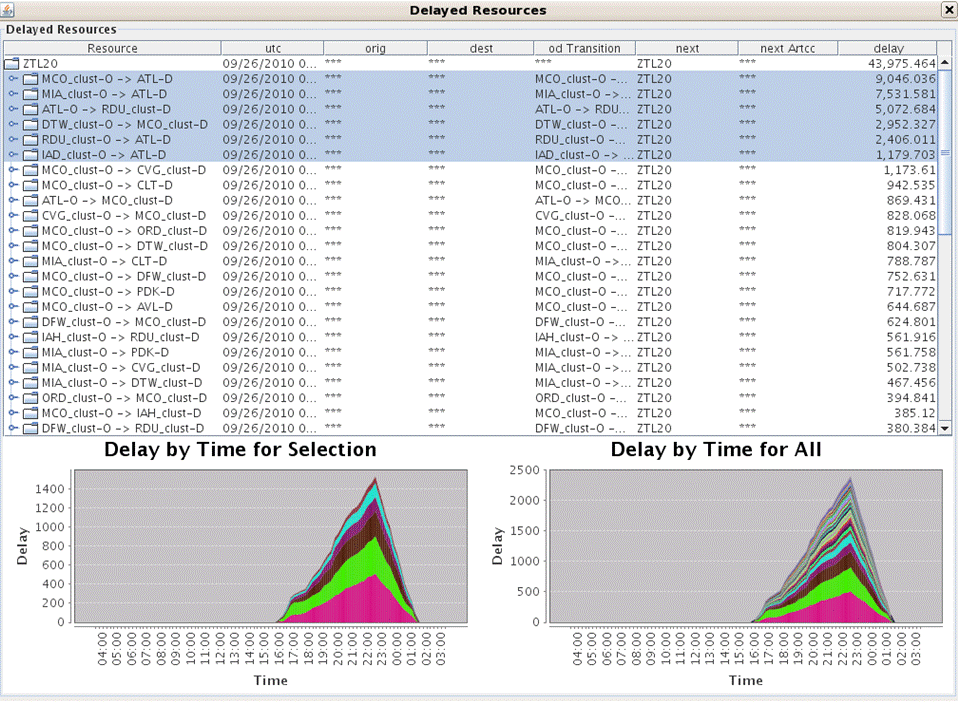 Delayed Resources
Delayed Resources
Resource utc orig dest od Transition next next Artcc delay
ZTL20 09/26/2010 0... *** *** *** ZTL20 *** 43,975.464
MCO_clust-O -> ATL-D 09/26/2010 0... *** *** MCO_clust-O -... ZTL20 *** 9,046.036
MIA_clust-O -> ATL-D 09/26/2010 0... *** *** MIA_clust-O ->... ZTL20 *** 7,531.581
ATL-O -> RDU_clust-D 09/26/2010 0... *** *** ATL-O -> RDU... ZTL20 *** 5,072.684
DTW_clust-O -> MCO_clust-D 09/26/2010 0... *** *** DTW_clust-O -... ZTL20 *** 2,952.327
RDU_clust-O -> ATL-D 09/26/2010 0... *** *** RDU_clust-O -... ZTL20 *** 2,406.011
IAD_clust-O -> ATL-D 09/26/2010 0... *** *** IAD_clust-O ->... ZTL20 *** 1,179.703
MCO_clust-O -> CVG_clust-D 09/26/2010 0... *** *** MCO_clust-O -... ZTL20 *** 1,173.61
MCO_clust-O -> CLT-D 09/26/2010 0... *** *** MCO_clust-O -... ZTL20 *** 942.535
ATL-O -> MCO_clust-D 09/26/2010 0... *** *** ATL-O -> MCO... ZTL20 *** 869.431
CVG_clust-O -> MCO_clust-D 09/26/2010 0... *** *** CVG_clust-O -... ZTL20 *** 828.068
MCO_clust-O -> ORD_clust-D 09/26/2010 0... *** *** MCO_clust-O -... ZTL20 *** 819.943
MCO_clust-O -> DTW_clust-D 09/26/2010 0... *** *** MCO_clust-O -... ZTL20 *** 804.307
MIA_clust-O -> CLT-D 09/26/2010 0... *** *** MIA_clust-O ->... ZTL20 *** 788.787
MCO_clust-O -> DFW_clust-D 09/26/2010 0... *** *** MCO_clust-O -... ZTL20 *** 752.631
MCO_clust-O -> PDK-D 09/26/2010 0... *** *** MCO_clust-O -... ZTL20 *** 717.772
MCO_clust-O -> AVL-D 09/26/2010 0... *** *** MCO_clust-O -... ZTL20 *** 644.687
DFW_clust-O -> MCO_clust-D 09/26/2010 0... *** *** DFW_clust-O -... ZTL20 *** 624.801
IAH_clust-O -> RDU_clust-D 09/26/2010 0... *** *** IAH_clust-O ->... ZTL20 *** 561.916
MIA_clust-O -> PDK-D 09/26/2010 0... *** *** MIA_clust-O ->... ZTL20 *** 561.758
MIA_clust-O -> CVG_clust-D 09/26/2010 0... *** *** MIA_clust-O ->... ZTL20 *** 502.738
MIA_clust-O -> DTW_clust-D 09/26/2010 0... *** *** MIA_clust-O ->... ZTL20 *** 467.456
ORD_clust-O -> MCO_clust-D 09/26/2010 0... *** *** ORD_clust-O -... ZTL20 *** 394.841
MCO_clust-O -> IAH_clust-D 09/26/2010 0... *** *** MCO_clust-O -... ZTL20 *** 385.12
DFW_clust-O -> RDU_clust-D 09/26/2010 0... *** *** DFW_clust-O -... ZTL20 *** 380.384
Delay by Time for Selection
Delay
1400
1200
1000
800
600
400
200
0
04:00 05:00 06:00 07:00 08:00 09:00 10:00 11:00 12:00 13:00 14:00 15:00 16:00 17:00 18:00 19:00 20:00 21:00 22:00 23:00 00:00 01:00 02:00 03:00
Time
Delay by Time for All
Delay
2500
2000
1500
1000
500
0
04:00 05:00 06:00 07:00 08:00 09:00 10:00 11:00 12:00 13:00 14:00 15:00 16:00 17:00 18:00 19:00 20:00 21:00 22:00 23:00 00:00 01:00 02:00 03:00
Time